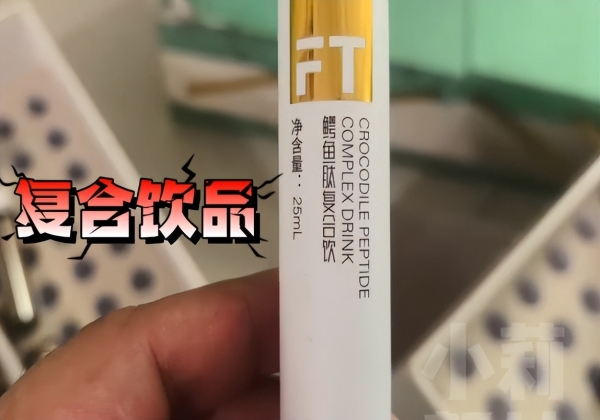 FT
CROCODILE PEPTIDE
COMPLEX DRINK
鳄鱼肽复合饮
净含量：25mL
复合饮品
小莉